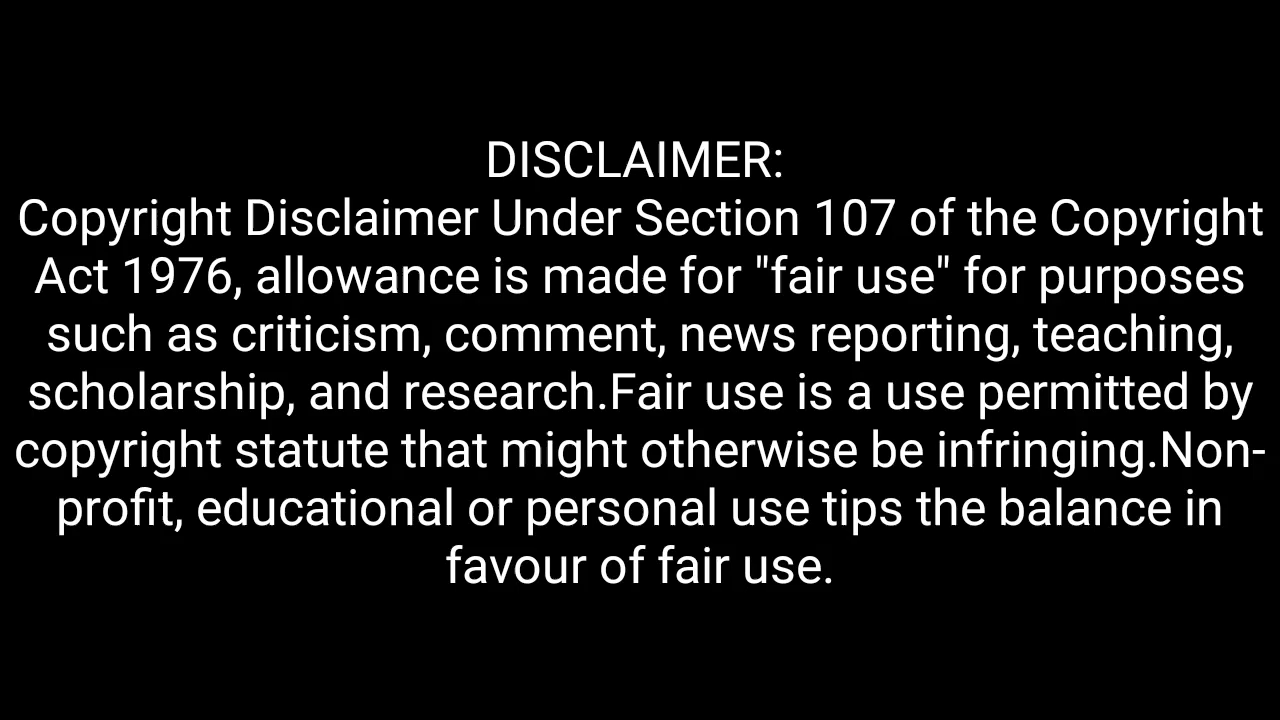 DISCLAIMER:
Copyright Disclaimer Under Section 107 of the Copyright
Act 1976, allowance is made for "fair use" for purposes
such as criticism, comment, news reporting, teaching,
scholarship, and research.Fair use is a use permitted by
copyright statute that might otherwise be infringing.Non-
profit, educational or personal use tips the balance in
favour of fair use.